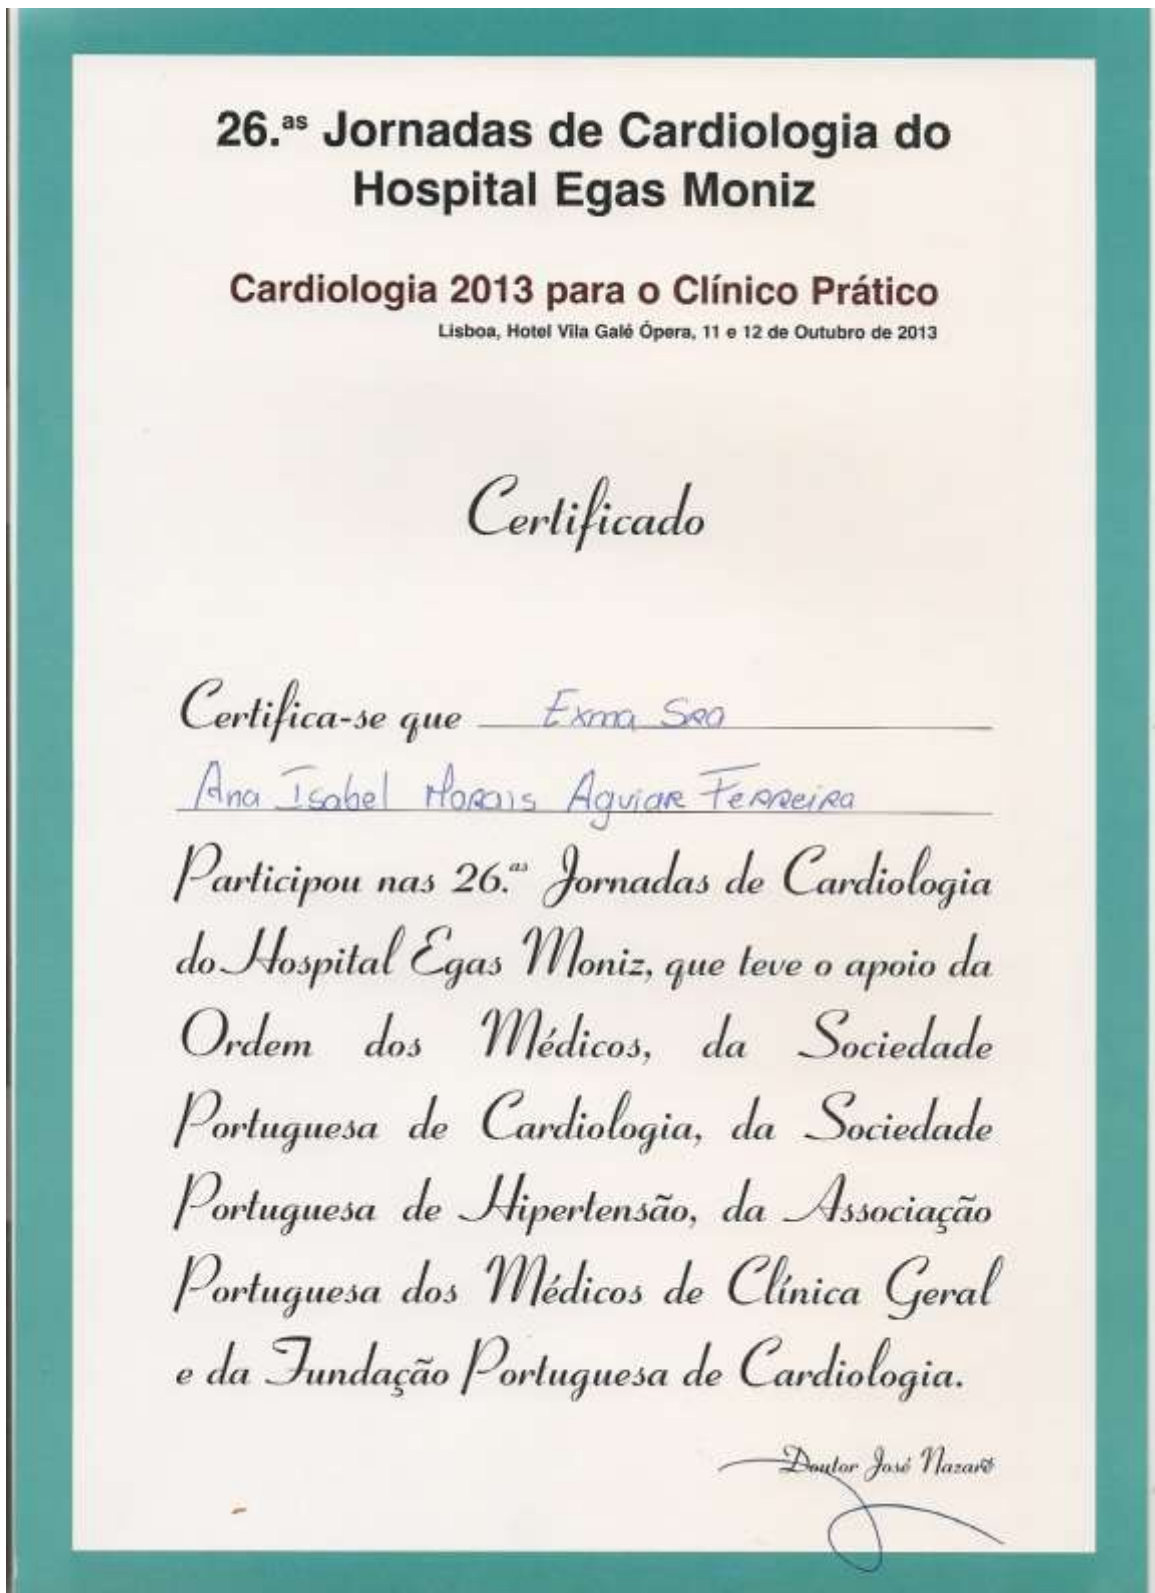 26.as Jornadas de Cardiologia do
Hospital Egas Moniz
Cardiologia 2013 para o Clínico Prático
Lisboa, Hotel Vila Galé Ópera, 11 e 12 de Outubro de 2013
Certificado
Certifica-se que Exma Sra
Ana Isabel Morais Aguiar Ferreira
Participou nas 26.as Jornadas de Cardiologia
do Hospital Egas Moniz, que teve o apoio da
Ordem dos Médicos, da Sociedade
Portuguesa de Cardiologia, da Sociedade
Portuguesa de Hipertensão, da Associação
Portuguesa dos Médicos de Clínica Geral
e da Fundação Portuguesa de Cardiologia.
Doutor José Nazaré